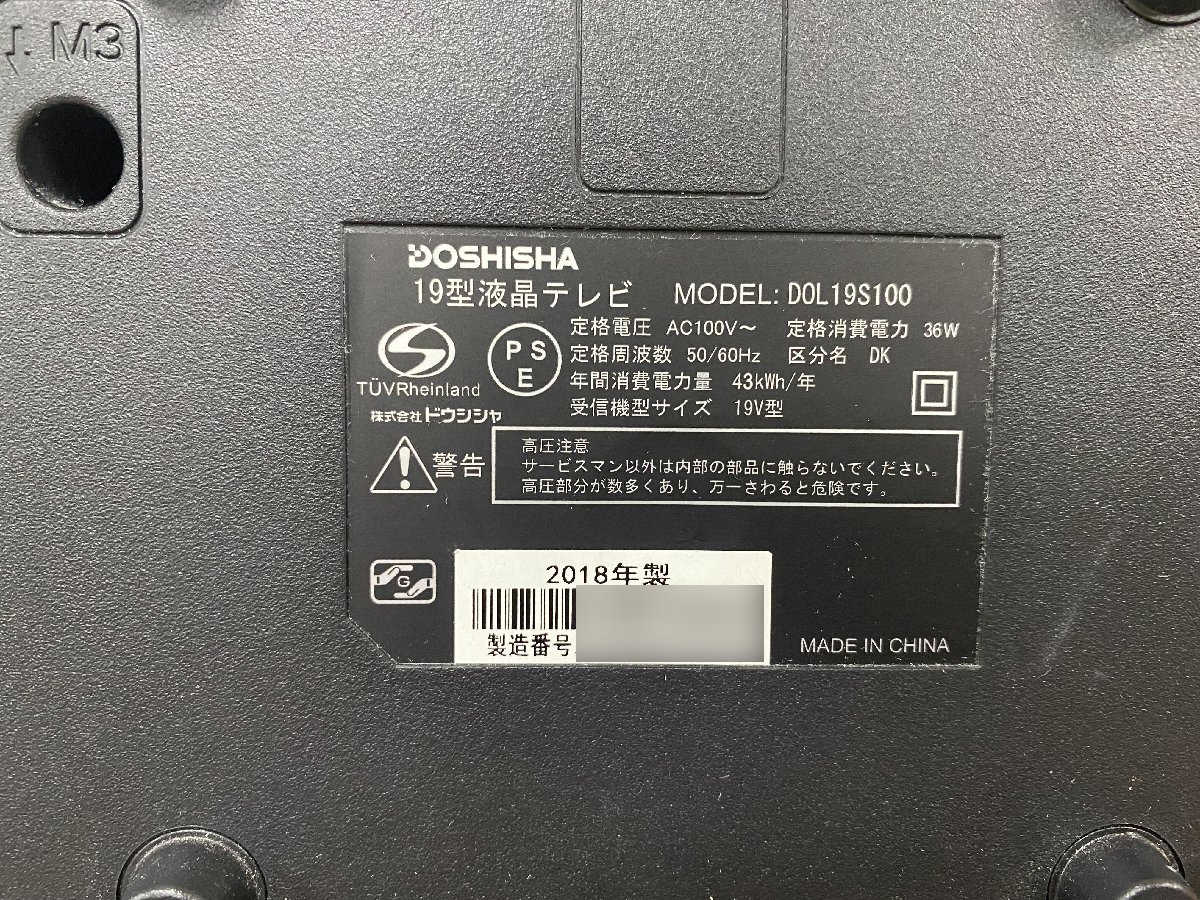 M3
DOSHISHA
19型液晶テレビ MODEL: DOL19S100
定格電圧 AC100V～ 定格消費電力 36W
定格周波数 50/60Hz 区分名 DK
年間消費電力量 43kWh/年
受信機型サイズ 19V型
TÜVRheinland
PS
E
株式会社ドウシシャ
警告
高圧注意
サービスマン以外は内部の部品に触らないでください。
高圧部分が数多くあり、万一さわると危険です。
G
2018年製
製造番号
MADE IN CHINA